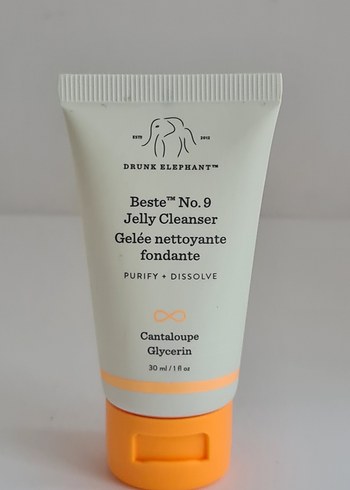 ESTD 2012
DRUNK ELEPHANT™
Beste™ No. 9
Jelly Cleanser
Gelée nettoyante
fondante
PURIFY + DISSOLVE
Cantaloupe
Glycerin
30 ml / 1 fl oz